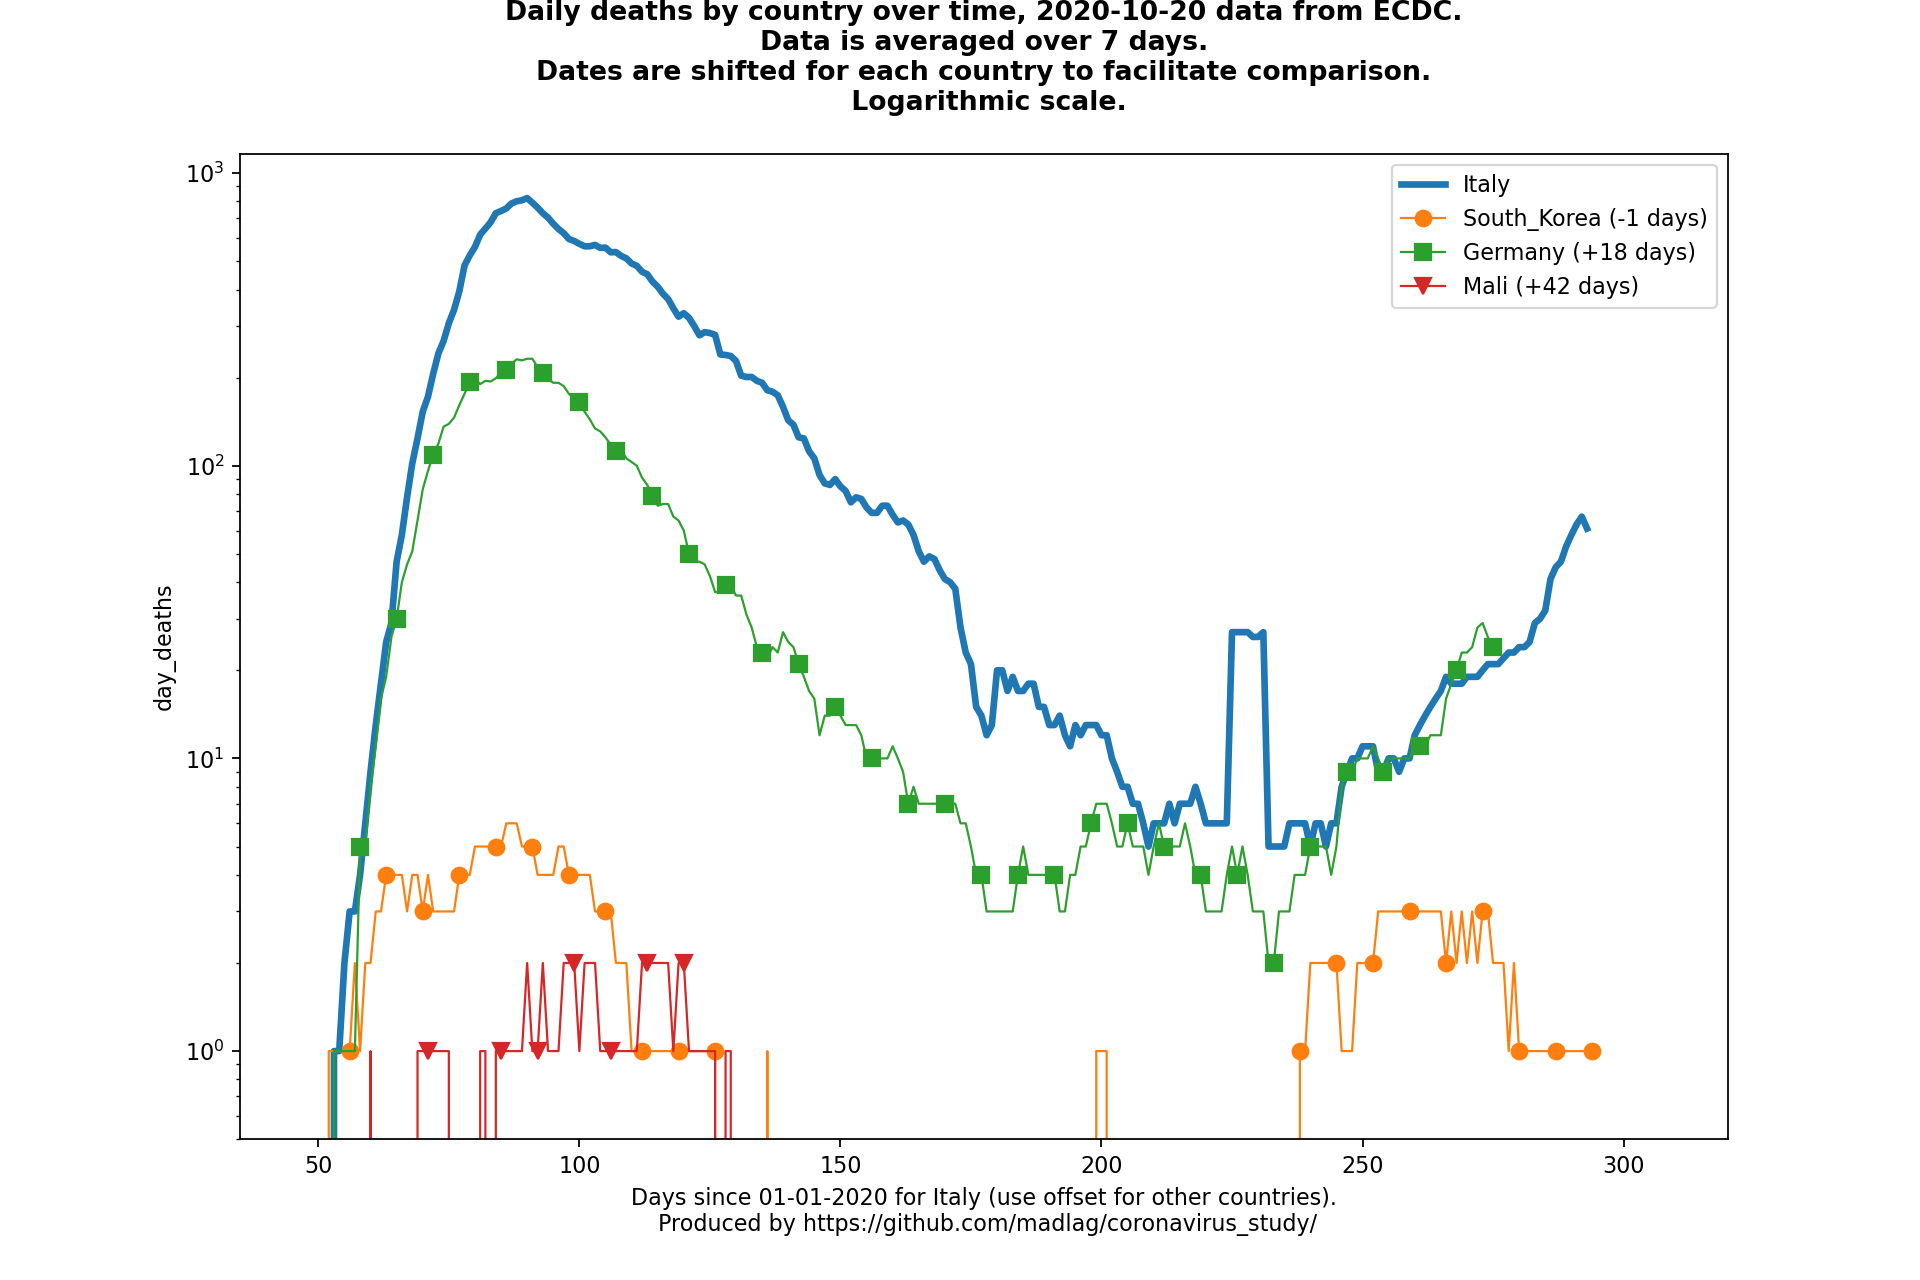 Daily deaths by country over time, 2020-10-20 data from ECDC.
Data is averaged over 7 days.
Dates are shifted for each country to facilitate comparison.
Logarithmic scale.
Italy
South_Korea (-1 days)
Germany (+18 days)
Mali (+42 days)
10³
10²
10¹
10⁰
day_deaths
50 100 150 200 250 300
Days since 01-01-2020 for Italy (use offset for other countries).
Produced by https://github.com/madlag/coronavirus_study/